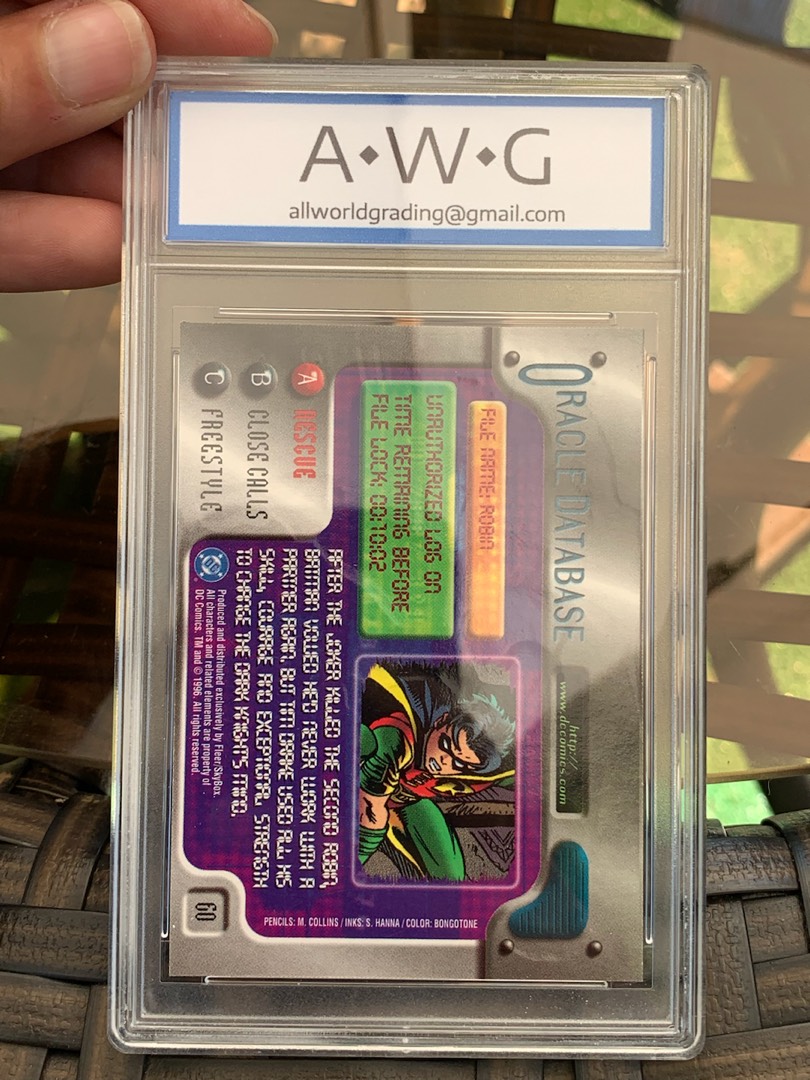 A•W•G
allworldgrading@gmail.com
ORACLE DATABASE
http://
www.dccomics.com
FILE NAME: ROBIN
UNAUTHORIZED LOG ON
TIME REMAINING BEFORE
FILE LOCK: 00:10:02
A RESCUE
B CLOSE CALLS
C FREESTYLE
AFTER THE JOKER KILLED THE SECOND ROBIN,
BATMAN VOWED HE'D NEVER WORK WITH A
PARTNER AGAIN. BUT TIM DRAKE USED ALL HIS
SKILL, COURAGE AND EXCEPTIONAL STRENGTH
TO CHANGE THE DARK KNIGHT'S MIND.
DC
Produced and distributed exclusively by Fleer/SkyBox.
All characters and related elements are property of
DC Comics. TM and © 1996. All rights reserved.
PENCILS: M. COLLINS / INKS: S. HANNA / COLOR: BONGOTONE
60